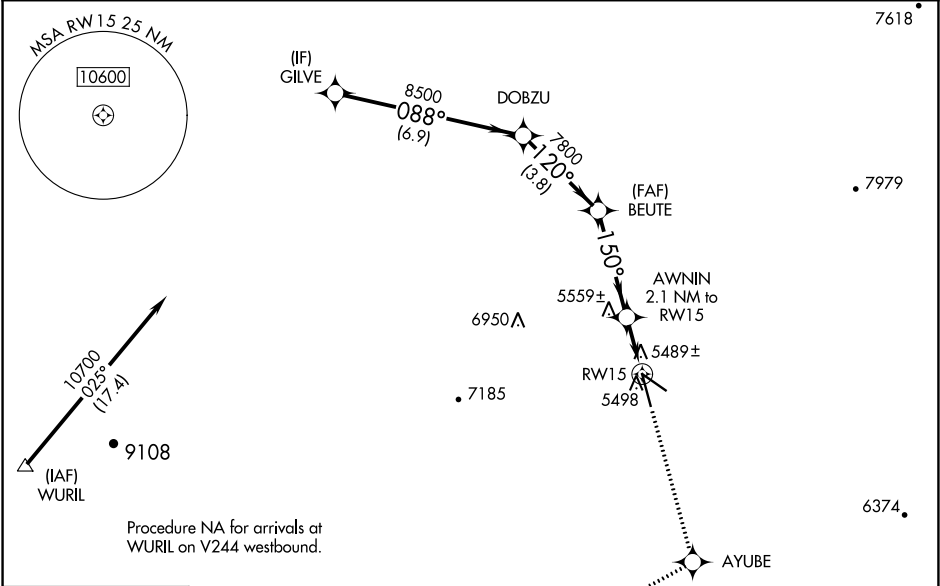 MSA RW15 25 NM
10600
7618
(IF)
GILVE
8500
088°
(6.9)
DOBZU
7800
120°
(3.8)
(FAF)
BEUTE
7979
150°
AWNIN
2.1 NM to
RW15
5559±
6950
5489±
RW15
5498
7185
10700
025°
(17.4)
9108
(IAF)
WURIL
6374
Procedure NA for arrivals at
WURIL on V244 westbound.
AYUBE